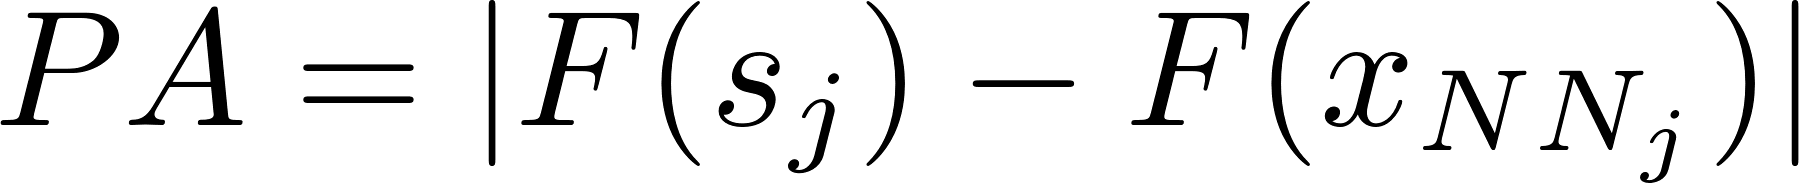 $PA = |F(s_j) - F(x_{NN_j})|$